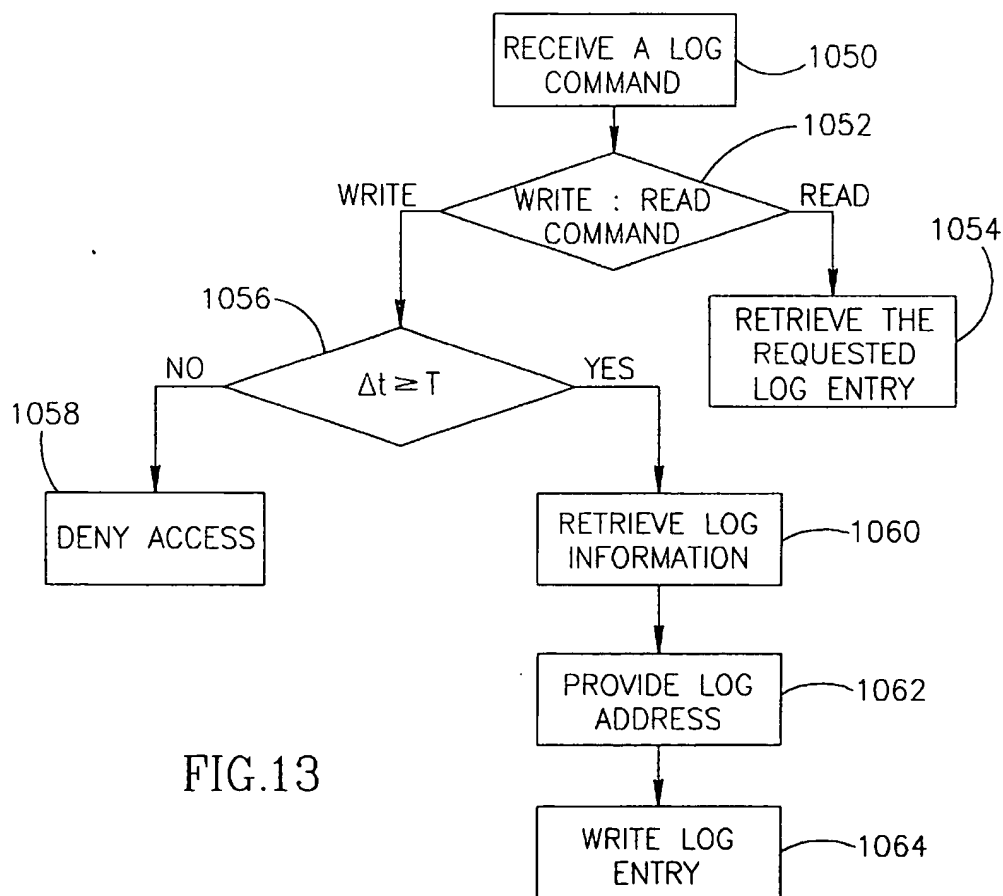 RECEIVE A LOG
COMMAND
1050
1052
WRITE
WRITE : READ
COMMAND
READ
1054
RETRIEVE THE
REQUESTED
LOG ENTRY
1056
NO
Δt ≥ T
YES
1058
DENY ACCESS
RETRIEVE LOG
INFORMATION
1060
PROVIDE LOG
ADDRESS
1062
FIG.13
WRITE LOG
ENTRY
1064